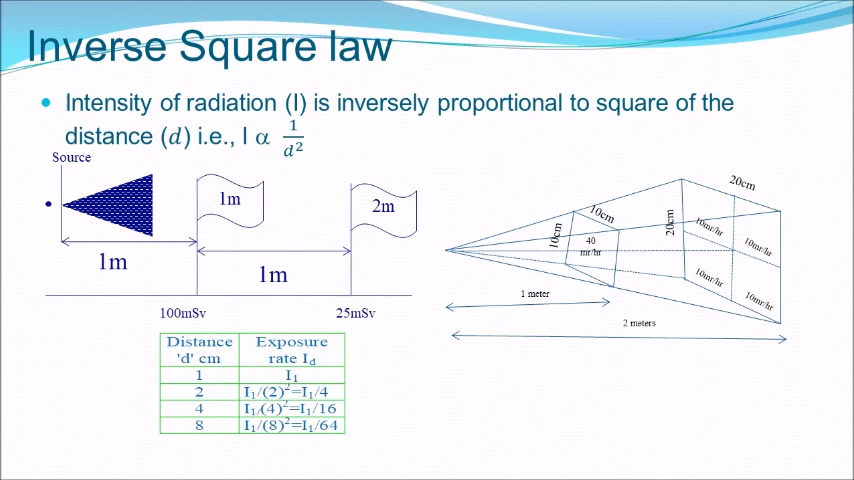 Inverse Square law
Intensity of radiation (I) is inversely proportional to square of the
distance (d) i.e., I α 1/d²
Source
1m
2m
1m
1m
100mSv
25mSv
20cm
10cm
10cm
20cm
40
mr/hr
10mr/hr
10mr/hr
10mr/hr
10mr/hr
1 meter
2 meters
Distance 'd' cm
Exposure rate I_d
1 I₁
2 I₁/(2)²=I₁/4
4 I₁/(4)²=I₁/16
8 I₁/(8)²=I₁/64